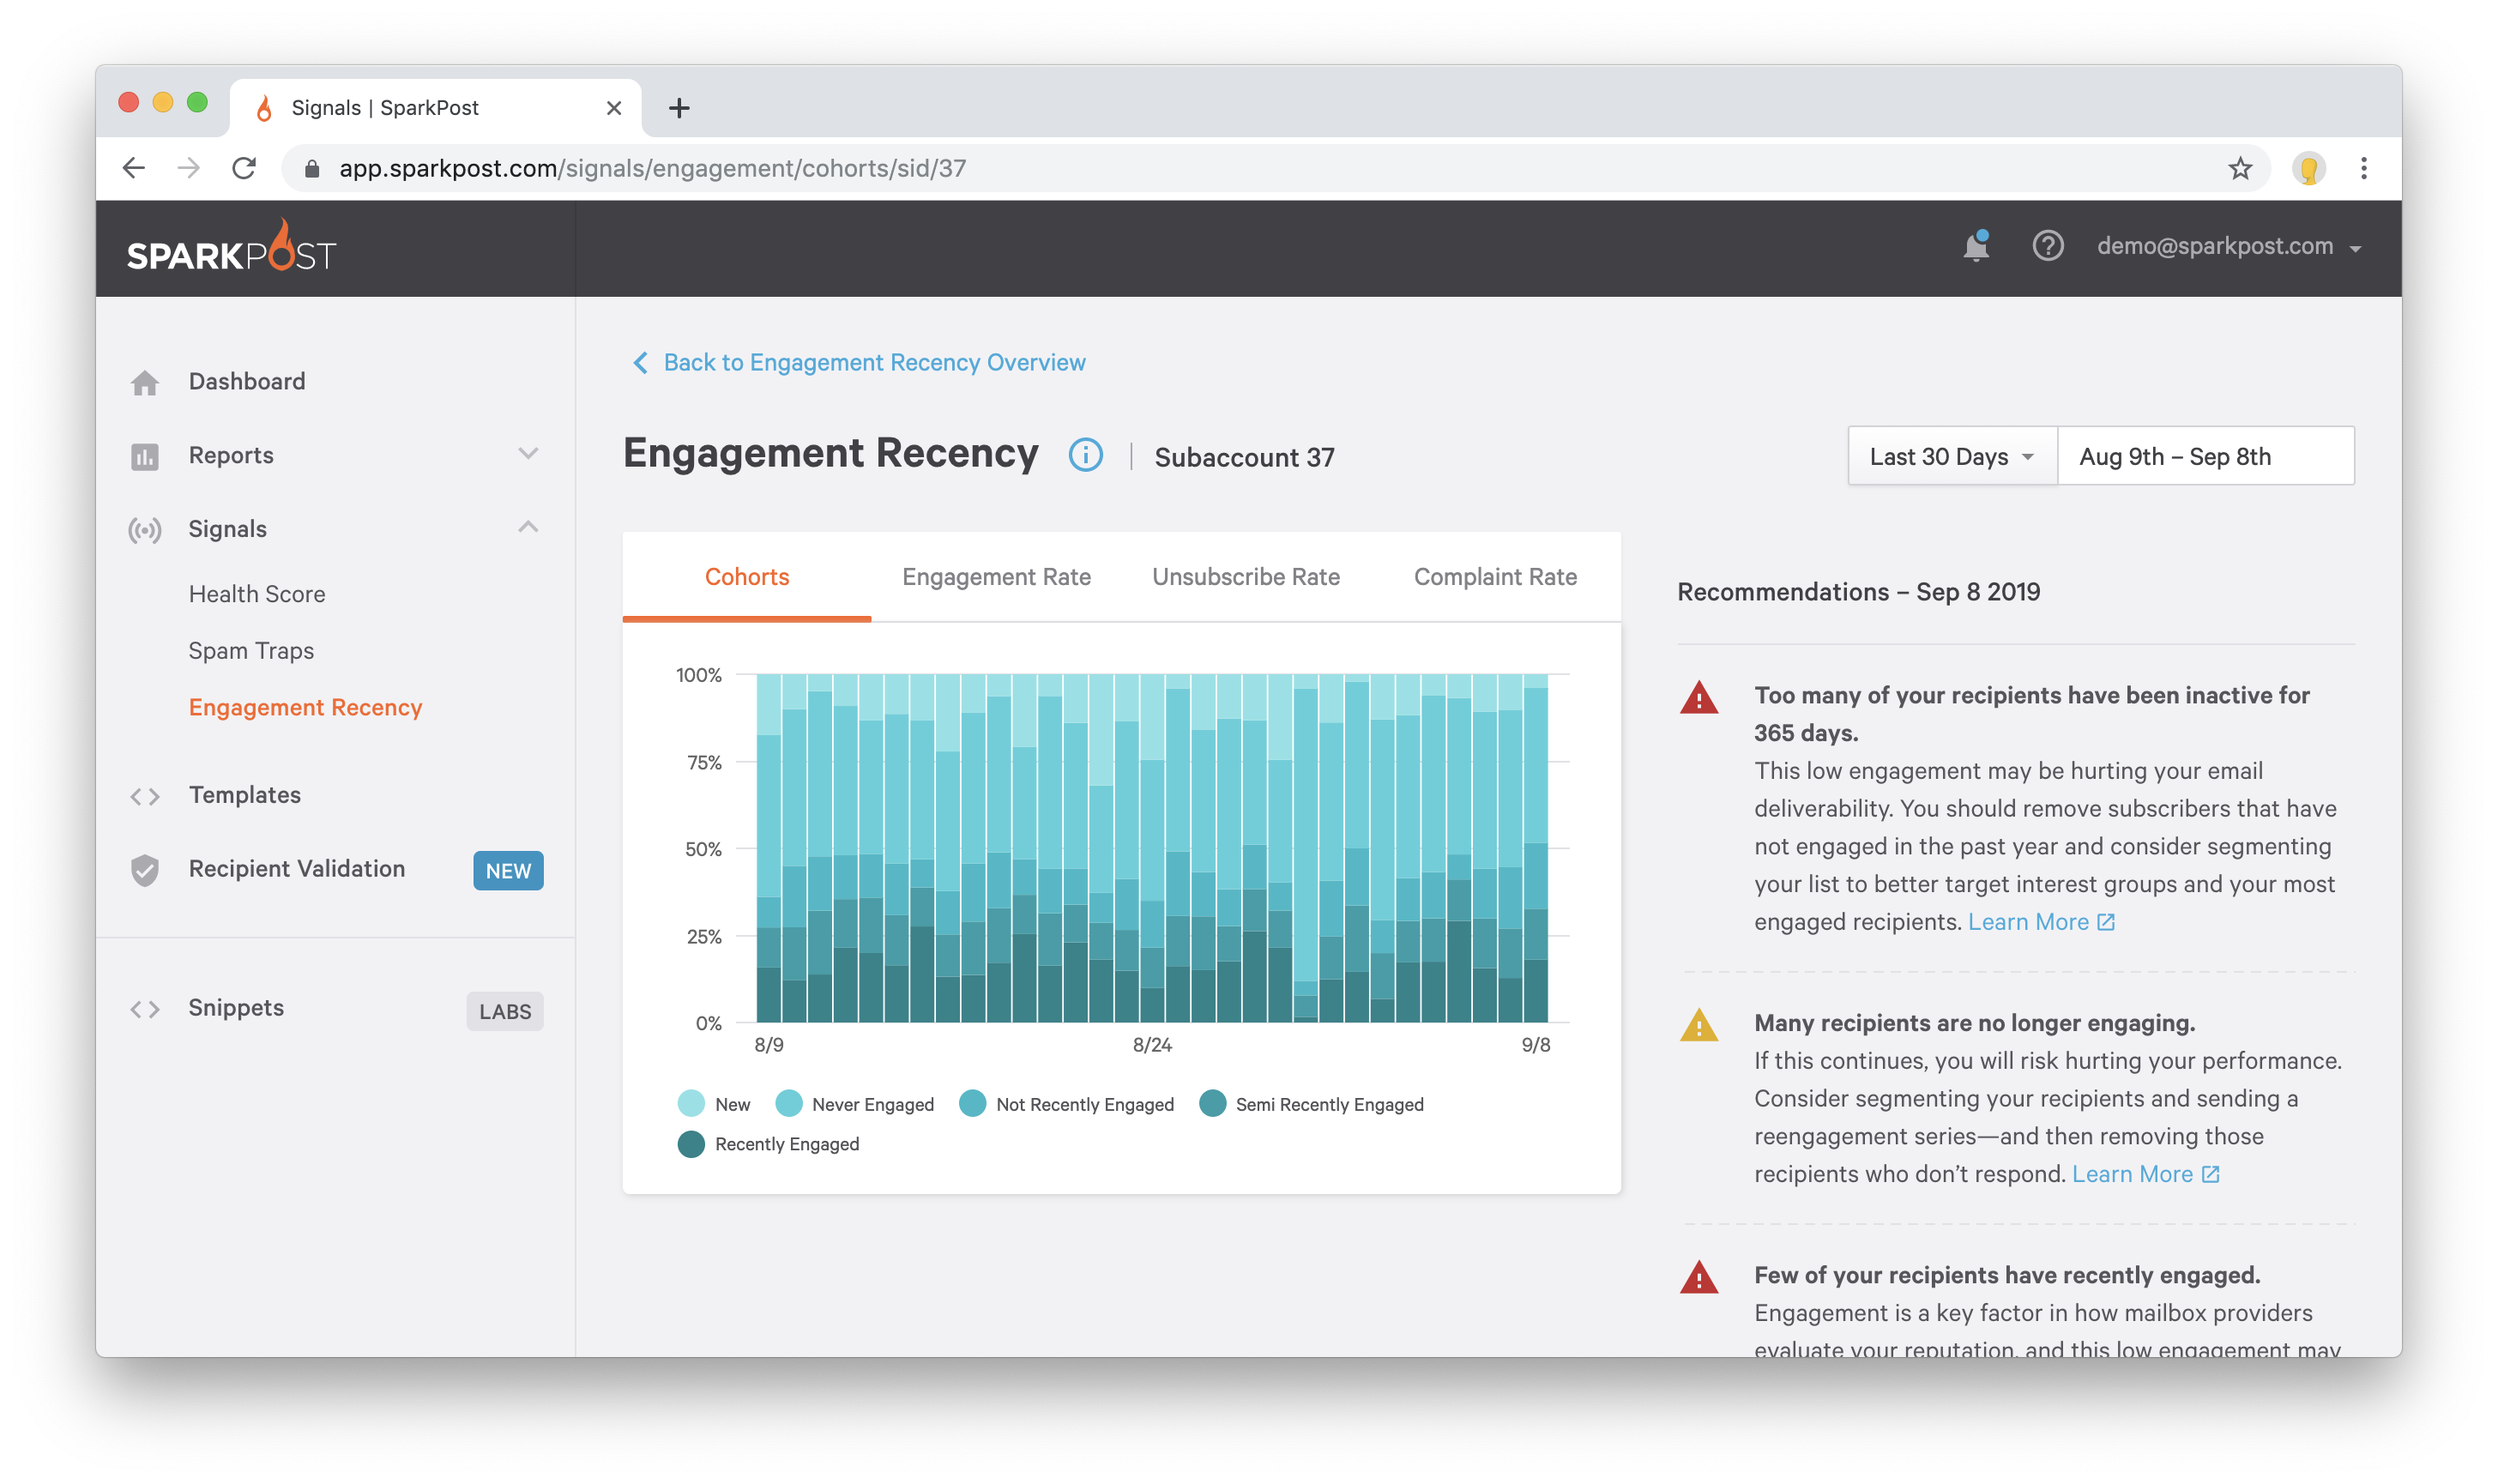 Signals | SparkPost
app.sparkpost.com/signals/engagement/cohorts/sid/37
SPARKPOST
demo@sparkpost.com
Dashboard
Reports
Signals
Health Score
Spam Traps
Engagement Recency
Templates
Recipient Validation NEW
Snippets LABS
Back to Engagement Recency Overview
Engagement Recency | Subaccount 37
Last 30 Days Aug 9th – Sep 8th
Cohorts Engagement Rate Unsubscribe Rate Complaint Rate
100%
75%
50%
25%
0%
8/9 8/24 9/8
New Never Engaged Not Recently Engaged Semi Recently Engaged
Recently Engaged
Recommendations – Sep 8 2019
Too many of your recipients have been inactive for
365 days.
This low engagement may be hurting your email
deliverability. You should remove subscribers that have
not engaged in the past year and consider segmenting
your list to better target interest groups and your most
engaged recipients. Learn More
Many recipients are no longer engaging.
If this continues, you will risk hurting your performance.
Consider segmenting your recipients and sending a
reengagement series—and then removing those
recipients who don’t respond. Learn More
Few of your recipients have recently engaged.
Engagement is a key factor in how mailbox providers
evaluate your reputation, and this low engagement may